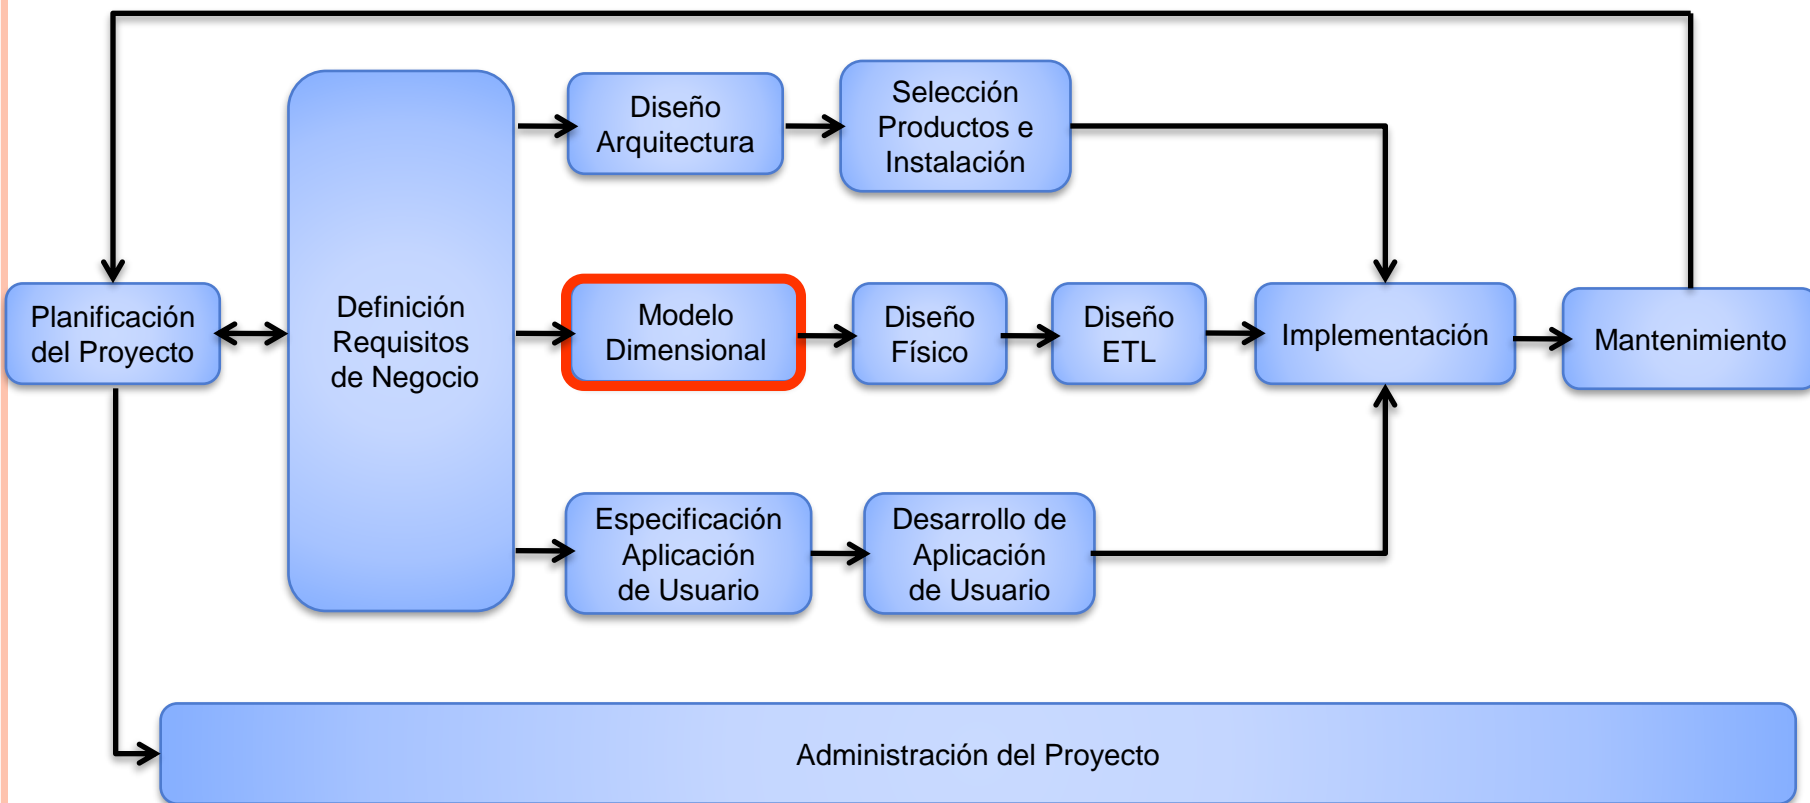 Diseño
Arquitectura
Selección
Productos e
Instalación
Planificación
del Proyecto
Definición
Requisitos
de Negocio
Modelo
Dimensional
Diseño
Físico
Diseño
ETL
Implementación
Mantenimiento
Especificación
Aplicación
de Usuario
Desarrollo de
Aplicación
de Usuario
Administración del Proyecto